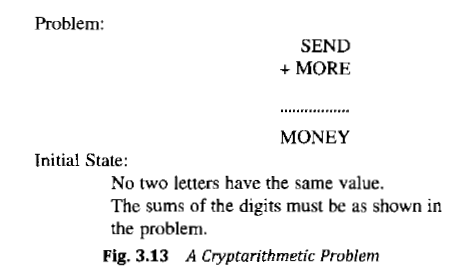 Problem:
SEND
+ MORE
..................
MONEY
Initial State:
No two letters have the same value.
The sums of the digits must be as shown in
the problem.
Fig. 3.13 A Cryptarithmetic Problem